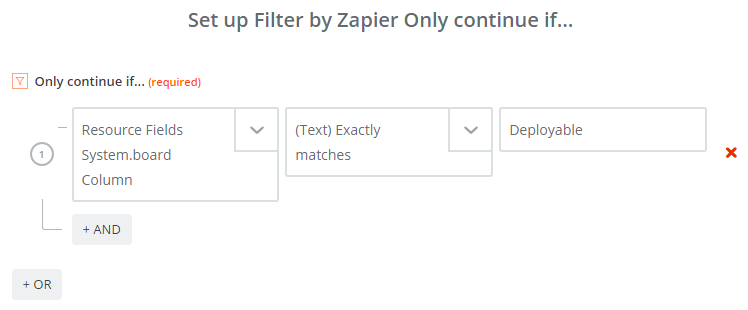 Set up Filter by Zapier Only continue if...
Only continue if... (required)
1
Resource Fields
System.board
Column
(Text) Exactly
matches
Deployable
+ AND
+ OR